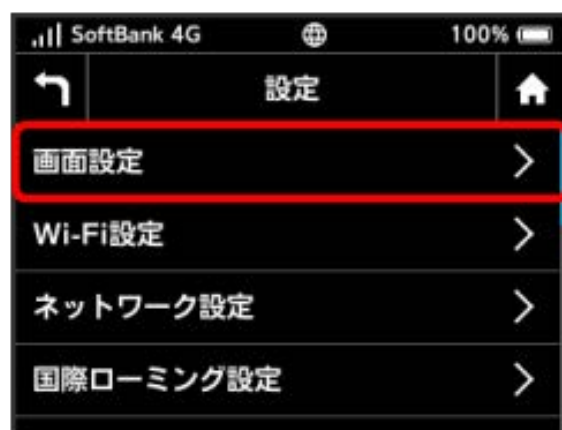 SoftBank 4G 100%
設定
画面設定
Wi-Fi設定
ネットワーク設定
国際ローミング設定